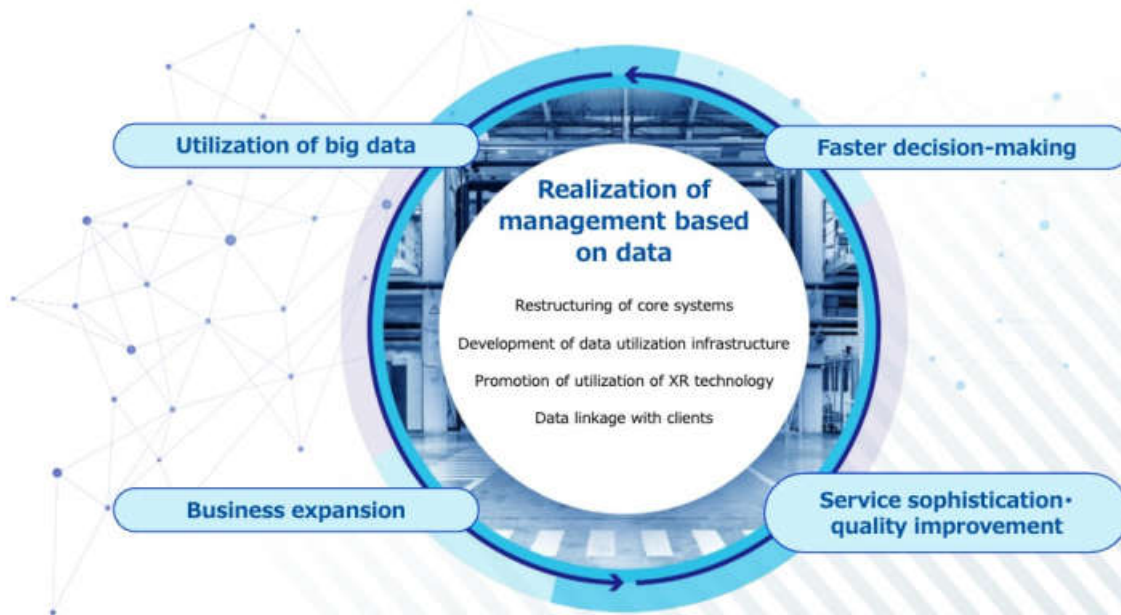 Utilization of big data
Faster decision-making
Realization of
management based
on data
Restructuring of core systems
Development of data utilization infrastructure
Promotion of utilization of XR technology
Data linkage with clients
Business expansion
Service sophistication・
quality improvement